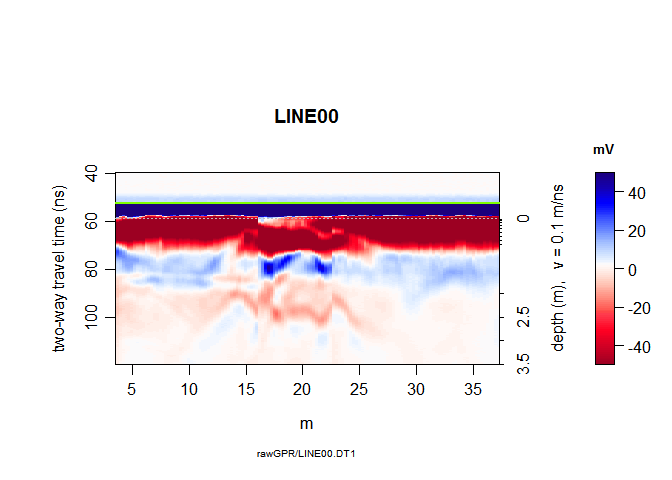 LINE00
mV
two-way travel time (ns)
40
60
80
100
0
2.5
3.5
depth (m),   v = 0.1 m/ns
40
20
0
-20
-40
5 10 15 20 25 30 35
m
rawGPR/LINE00.DT1